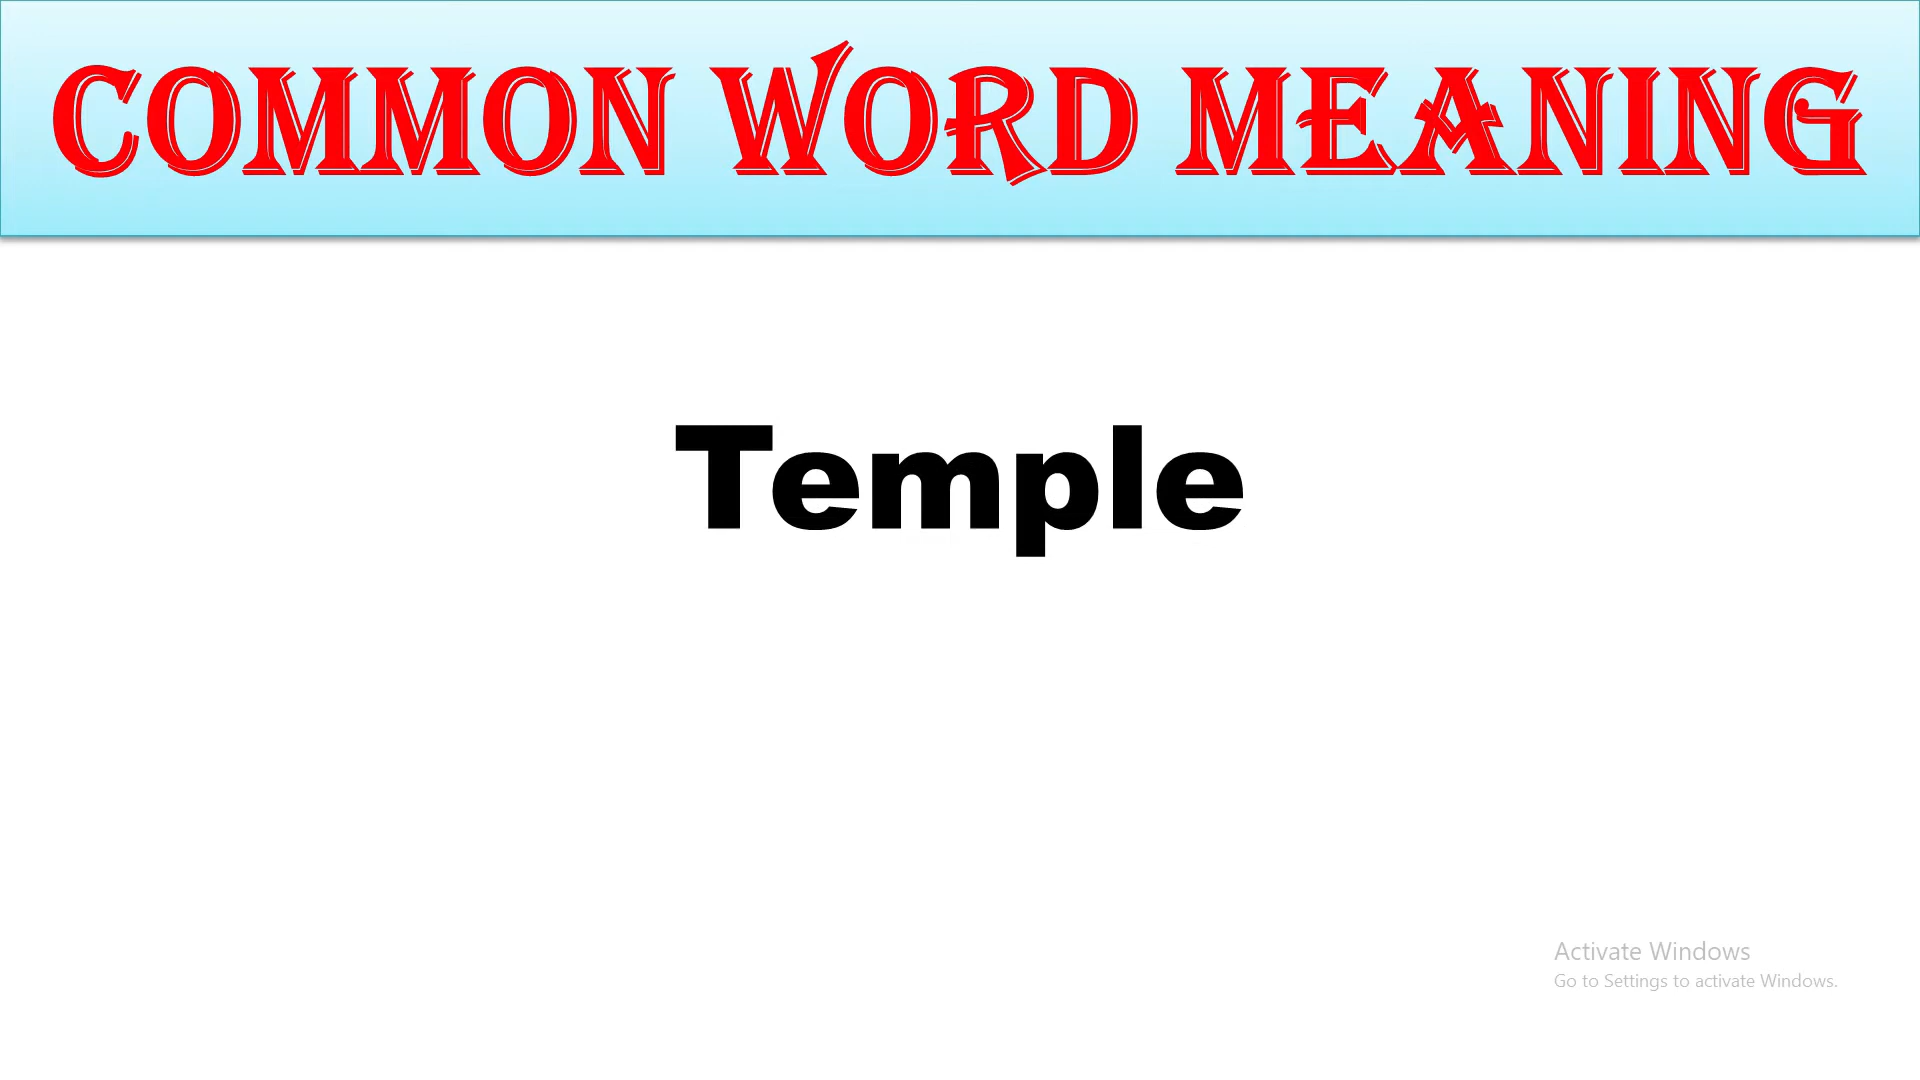 COMMON WORD MEANING
Temple
Activate Windows
Go to Settings to activate Windows.